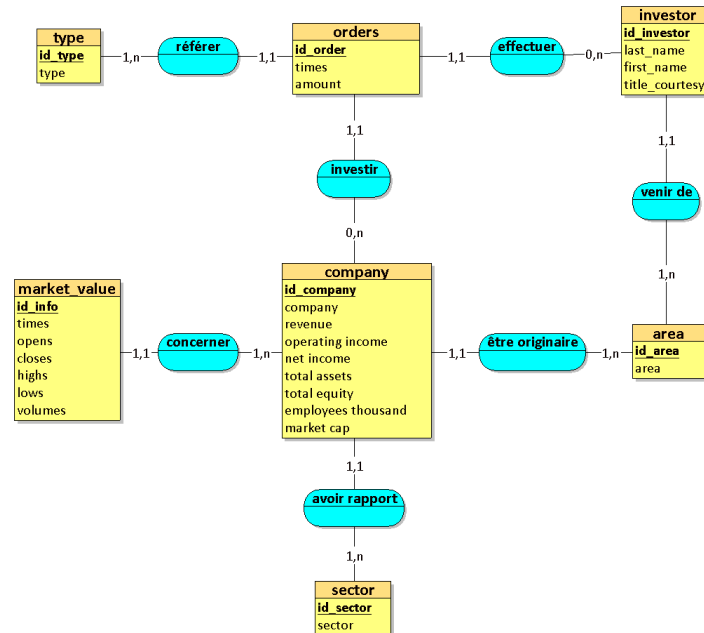 type
id_type
type
1,n
référer
1,1
orders
id_order
times
amount
1,1
effectuer
0,n
investor
id_investor
last_name
first_name
title_courtesy
1,1
investir
0,n
1,1
venir de
1,n
market_value
id_info
times
opens
closes
highs
lows
volumes
1,1
concerner
1,n
company
id_company
company
revenue
operating income
net income
total assets
total equity
employees thousand
market cap
1,1
être originaire
1,n
area
id_area
area
1,1
avoir rapport
1,n
sector
id_sector
sector